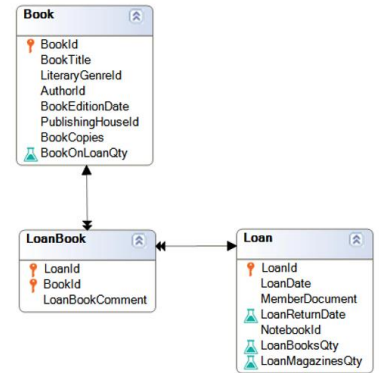 Book
BookId
BookTitle
LiteraryGenreId
AuthorId
BookEditionDate
PublishingHouseId
BookCopies
BookOnLoanQty
LoanBook
LoanId
BookId
LoanBookComment
Loan
LoanId
LoanDate
MemberDocument
LoanReturnDate
NotebookId
LoanBooksQty
LoanMagazinesQty